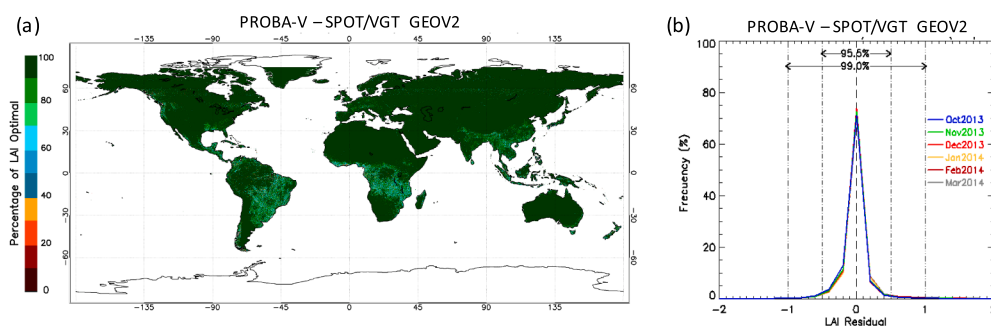 (a)
PROBA-V – SPOT/VGT GEOV2
−135 −90 −45 0 45 90 135
Percentage of LAI Optimal
100
80
60
40
20
0
60
30
0
−30
−60
60
30
0
−30
−60
−135 −90 −45 0 45 90 135
(b)
PROBA-V – SPOT/VGT GEOV2
Frecuency (%)
100
80
60
40
20
0
95.5%
99.0%
Oct2013
Nov2013
Dec2013
Jan2014
Feb2014
Mar2014
−2 −1 0 1 2
LAI Residual